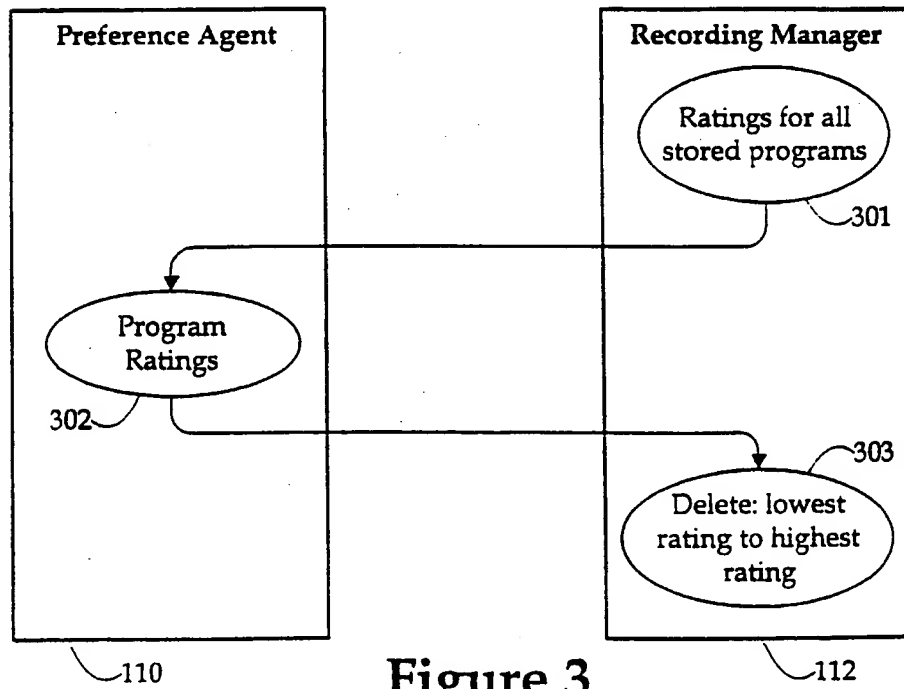 Preference Agent
Recording Manager
Ratings for all
stored programs
301
Program
Ratings
302
303
Delete: lowest
rating to highest
rating
110
Figure 3
112